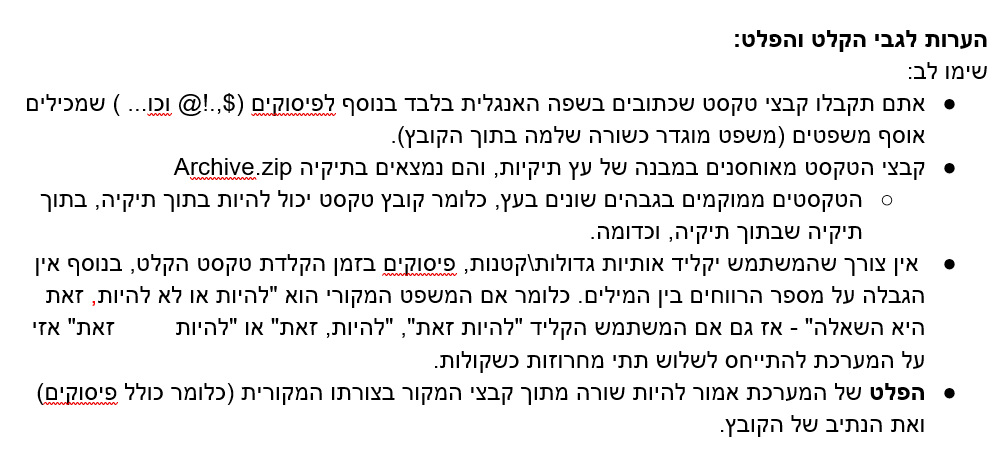 הערות לגבי הקלט והפלט:
שימו לב:
● אתם תקבלו קבצי טקסט שכתובים בשפה האנגלית בלבד בנוסף לפיסוקים ($,.!@ וכו... ) שמכילים
אוסף משפטים (משפט מוגדר כשורה שלמה בתוך הקובץ).
● קבצי הטקסט מאוחסנים במבנה של עץ תיקיות, והם נמצאים בתיקיה Archive.zip
○ הטקסטים ממוקמים בגבהים שונים בעץ, כלומר קובץ טקסט יכול להיות בתוך תיקיה, בתוך
תיקיה שבתוך תיקיה, וכדומה.
● אין צורך שהמשתמש יקליד אותיות גדולות\קטנות, פיסוקים בזמן הקלדת טקסט הקלט, בנוסף אין
הגבלה על מספר הרווחים בין המילים. כלומר אם המשפט המקורי הוא "להיות או לא להיות, זאת
היא השאלה" - אז גם אם המשתמש הקליד "להיות זאת", "להיות, זאת" או "להיות         זאת" אזי
על המערכת להתייחס לשלוש תתי מחרוזות כשקולות.
● הפלט של המערכת אמור להיות שורה מתוך קבצי המקור בצורתו המקורית (כלומר כולל פיסוקים)
ואת הנתיב של הקובץ.